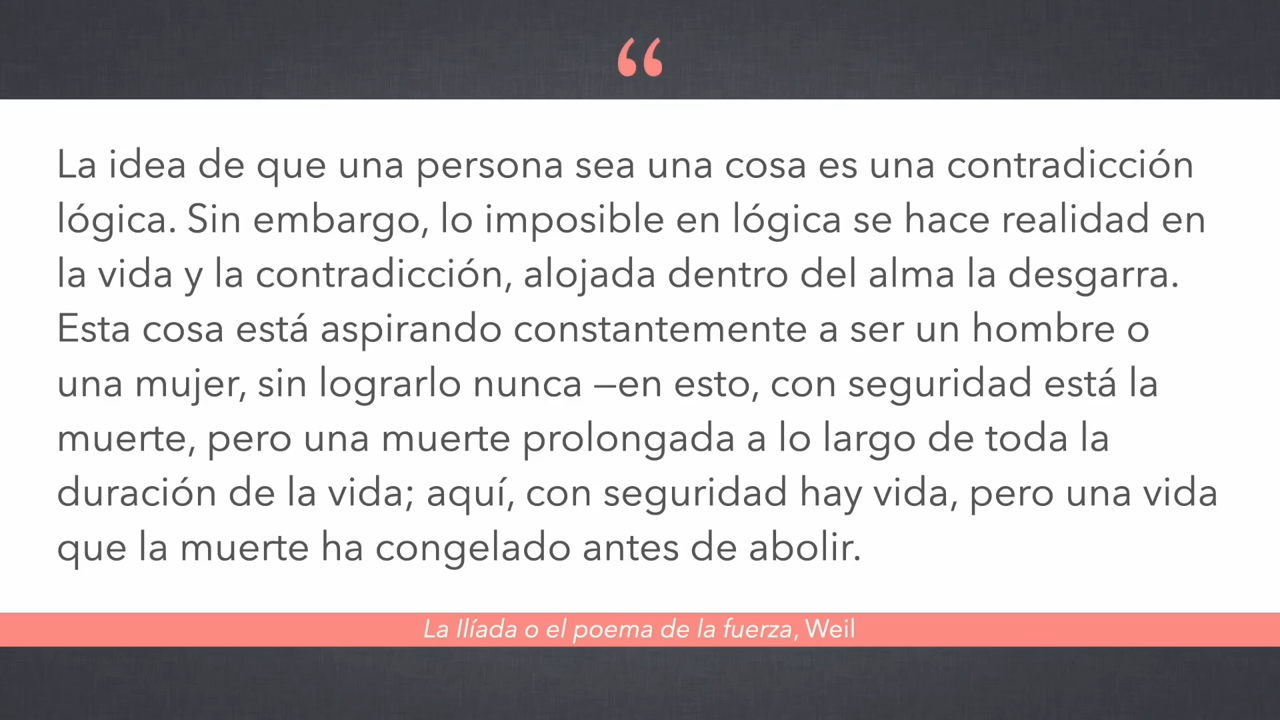 “
La idea de que una persona sea una cosa es una contradicción
lógica. Sin embargo, lo imposible en lógica se hace realidad en
la vida y la contradicción, alojada dentro del alma la desgarra.
Esta cosa está aspirando constantemente a ser un hombre o
una mujer, sin lograrlo nunca —en esto, con seguridad está la
muerte, pero una muerte prolongada a lo largo de toda la
duración de la vida; aquí, con seguridad hay vida, pero una vida
que la muerte ha congelado antes de abolir.
La Ilíada o el poema de la fuerza, Weil